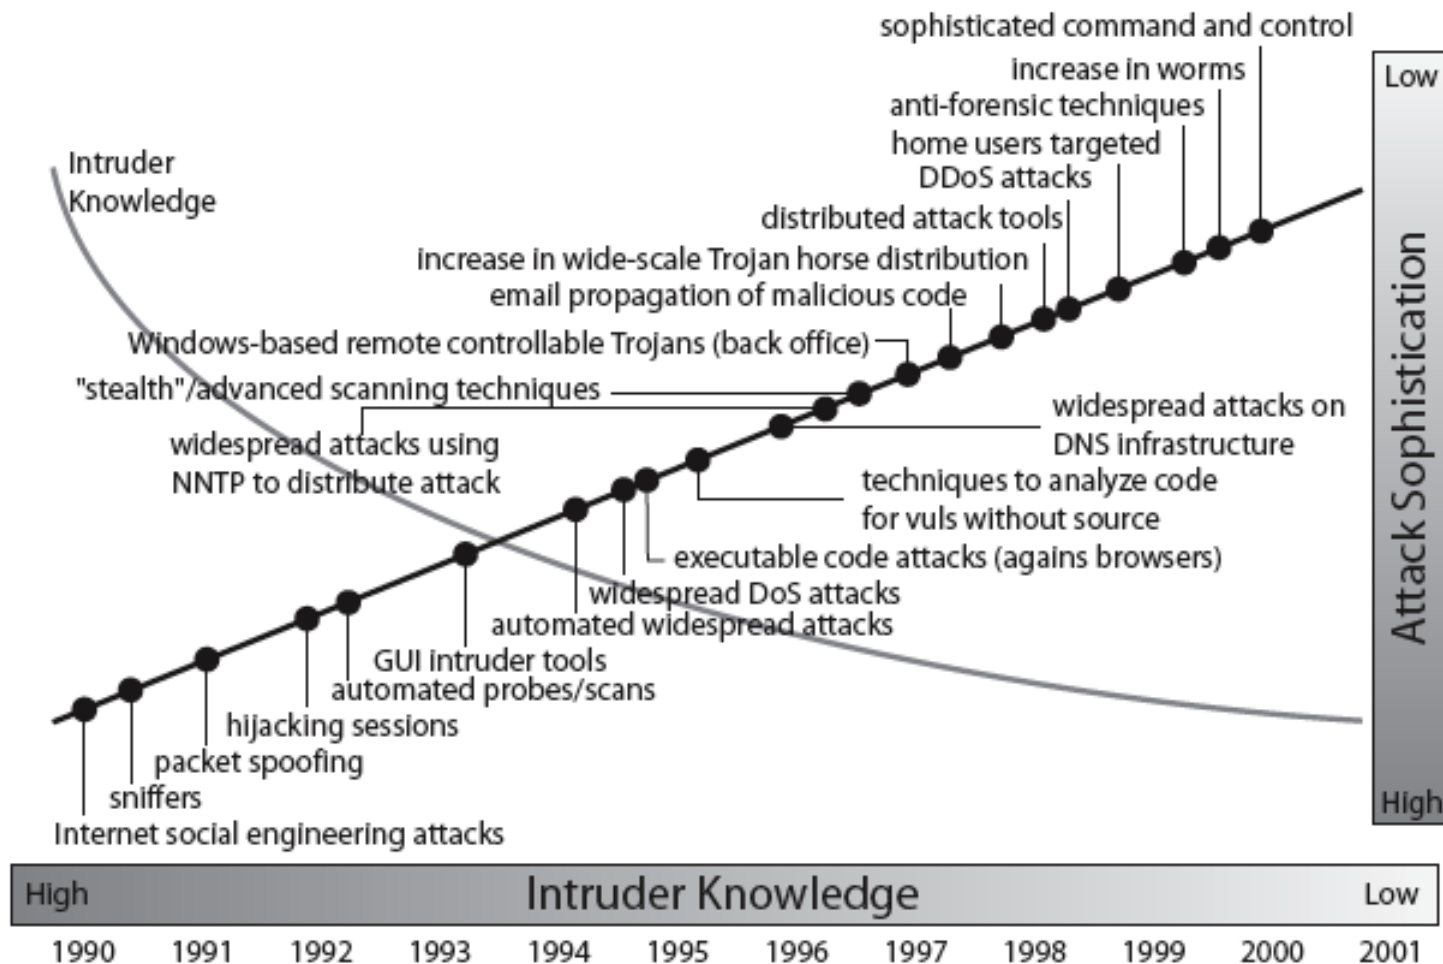 sophisticated command and control
Low
increase in worms
anti-forensic techniques
home users targeted
DDoS attacks
Intruder
Knowledge
distributed attack tools
increase in wide-scale Trojan horse distribution
email propagation of malicious code
Windows-based remote controllable Trojans (back office)
"stealth"/advanced scanning techniques
widespread attacks using
NNTP to distribute attack
widespread attacks on
DNS infrastructure
techniques to analyze code
for vuls without source
executable code attacks (agains browsers)
widespread DoS attacks
automated widespread attacks
GUI intruder tools
automated probes/scans
hijacking sessions
packet spoofing
sniffers
Internet social engineering attacks
Attack Sophistication
High
High Intruder Knowledge Low
1990 1991 1992 1993 1994 1995 1996 1997 1998 1999 2000 2001